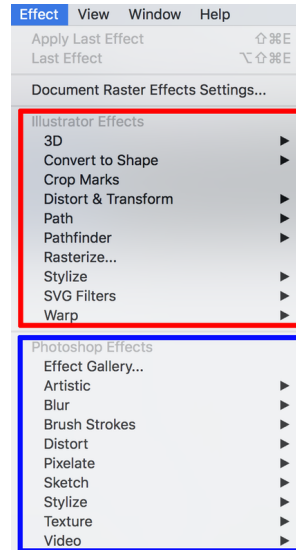 Effect View Window Help
Apply Last Effect ⇧⌘E
Last Effect ⌥⇧⌘E
Document Raster Effects Settings...
Illustrator Effects
3D
Convert to Shape
Crop Marks
Distort & Transform
Path
Pathfinder
Rasterize...
Stylize
SVG Filters
Warp
Photoshop Effects
Effect Gallery...
Artistic
Blur
Brush Strokes
Distort
Pixelate
Sketch
Stylize
Texture
Video